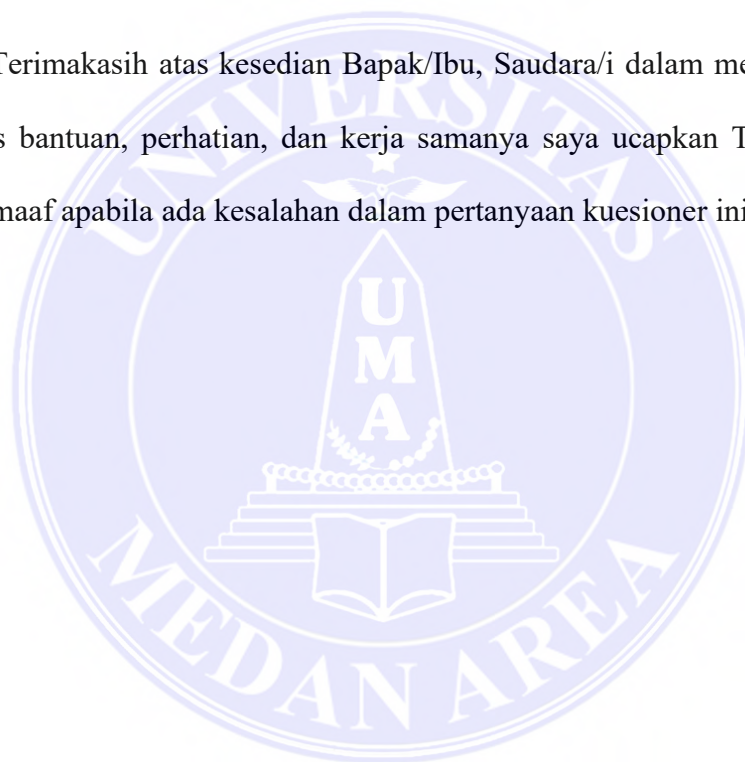 Terimakasih atas kesedian Bapak/Ibu, Saudara/i dalam me
bantuan, perhatian, dan kerja samanya saya ucapkan T
maaf apabila ada kesalahan dalam pertanyaan kuesioner ini
UNIVERSITAS
U
M
A
MEDAN AREA